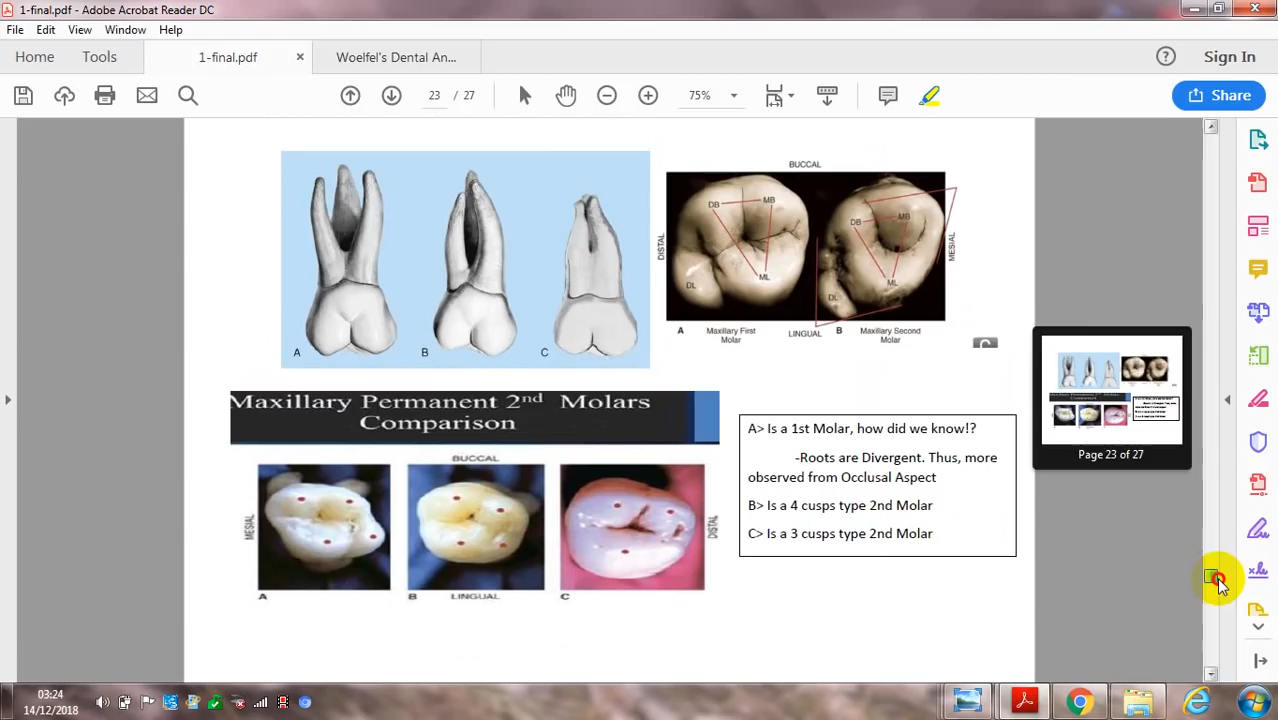 1-final.pdf - Adobe Acrobat Reader DC
File Edit View Window Help
Home Tools 1-final.pdf × Woelfel's Dental An... ? Sign In
23 / 27 75% Share
BUCCAL
DB MB DB MB
DISTAL MESIAL
ML ML
DL DL
A B C
A Maxillary First Molar LINGUAL B Maxillary Second Molar
C
Maxillary Permanent 2nd Molars
Comparison
BUCCAL
MESIAL DISTAL
A B LINGUAL C
A> Is a 1st Molar, how did we know!?
-Roots are Divergent. Thus, more
observed from Occlusal Aspect
B> Is a 4 cusps type 2nd Molar
C> Is a 3 cusps type 2nd Molar
Page 23 of 27
03:24
14/12/2018